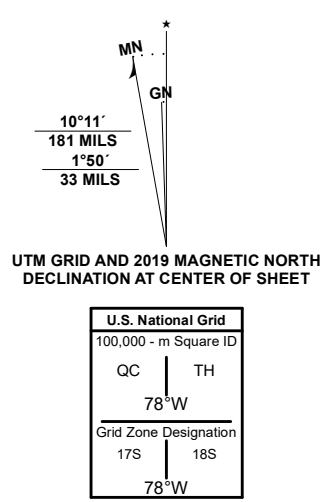 ★
MN
GN
10°11´
181 MILS
1°50´
33 MILS
UTM GRID AND 2019 MAGNETIC NORTH
DECLINATION AT CENTER OF SHEET
U.S. National Grid
100,000 - m Square ID
QC TH
78°W
Grid Zone Designation
17S 18S
78°W